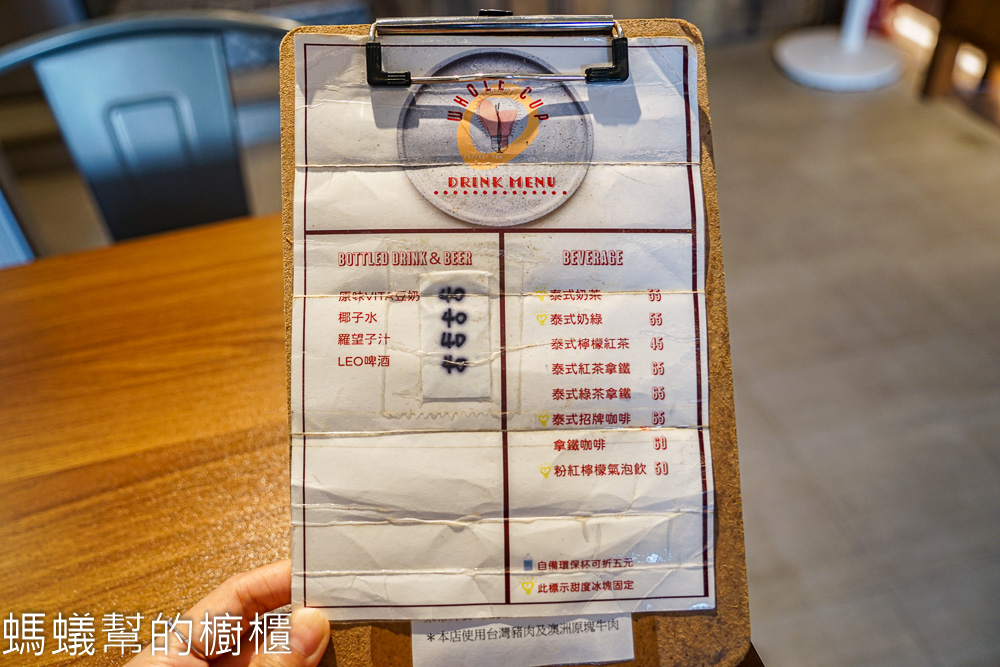 WHOLE CUP
DRINK MENU
BOTTLED DRINK & BEER
原味VITA豆奶 45
椰子水 40
羅望子汁 40
LEO啤酒
BEVERAGE
泰式奶茶 55
泰式奶綠 55
泰式檸檬紅茶 45
泰式紅茶拿鐵 65
泰式綠茶拿鐵 65
泰式招牌咖啡 65
拿鐵咖啡 60
粉紅檸檬氣泡飲 50
自備環保杯可折五元
此標示甜度冰塊固定
*本店使用台灣豬肉及澳洲原塊牛肉
螞蟻幫的櫥櫃